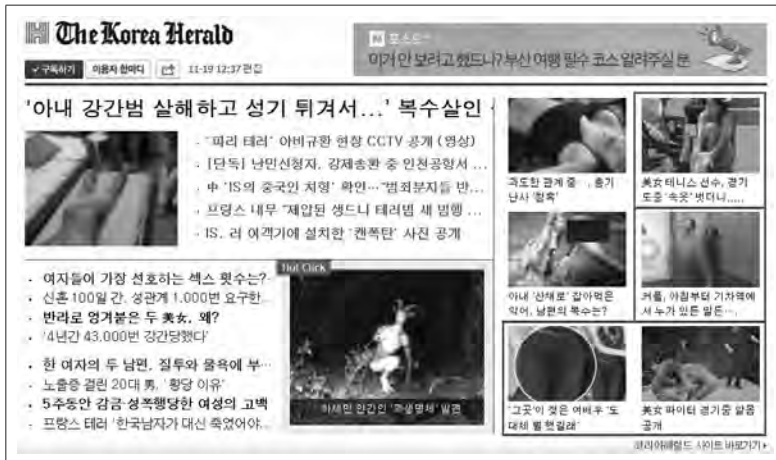 The Korea Herald
구독하기 이용자 한마디 11-19 12:37 편집
포스트
이거 안 보려고 했드니? 부산 여행 필수 코스 알려주실 분
'아내 강간범 살해하고 성기 튀겨서…' 복수살인
· '파리 테러' 아비규환 현장 CCTV 공개 (영상)
· [단독] 난민신청자, 강제송환 중 인천공항서 …
· 中 'IS의 중국인 처형' 확인…"범죄분자들 반…
· 프랑스 내무 "제압된 생드니 테러범 새 범행 …
· IS, 러 여객기에 설치한 '캔폭탄' 사진 공개
과도한 관계 중…, 총기
난사 '참혹'
美女 테니스 선수, 경기
도중 '속옷' 벗더니,,,,,
아내 '산채로' 잡아먹은
악어, 남편의 복수는?
커플, 아침부터 기차역에
서 누가 있든 말든…
· 여자들이 가장 선호하는 섹스 횟수는?
· 신혼 100일 간, 성관계 1,000번 요구한..
· 반라로 엉겨붙은 두 美女, 왜?
· '4년간 43,000번 강간당했다'
· 한 여자의 두 남편, 질투와 물욕에 부…
· 노출증 걸린 20대 男, '황당 이유'
· 5주동안 감금·성폭행당한 여성의 고백
· 프랑스 테러 '한국남자가 대신 죽었어야..
Hot Click
발견
'그곳'이 젖은 여배우 '도
대체 뭘 했길래'
美女 파이터 경기중 알몸
공개
코리아헤럴드 사이트 바로가기